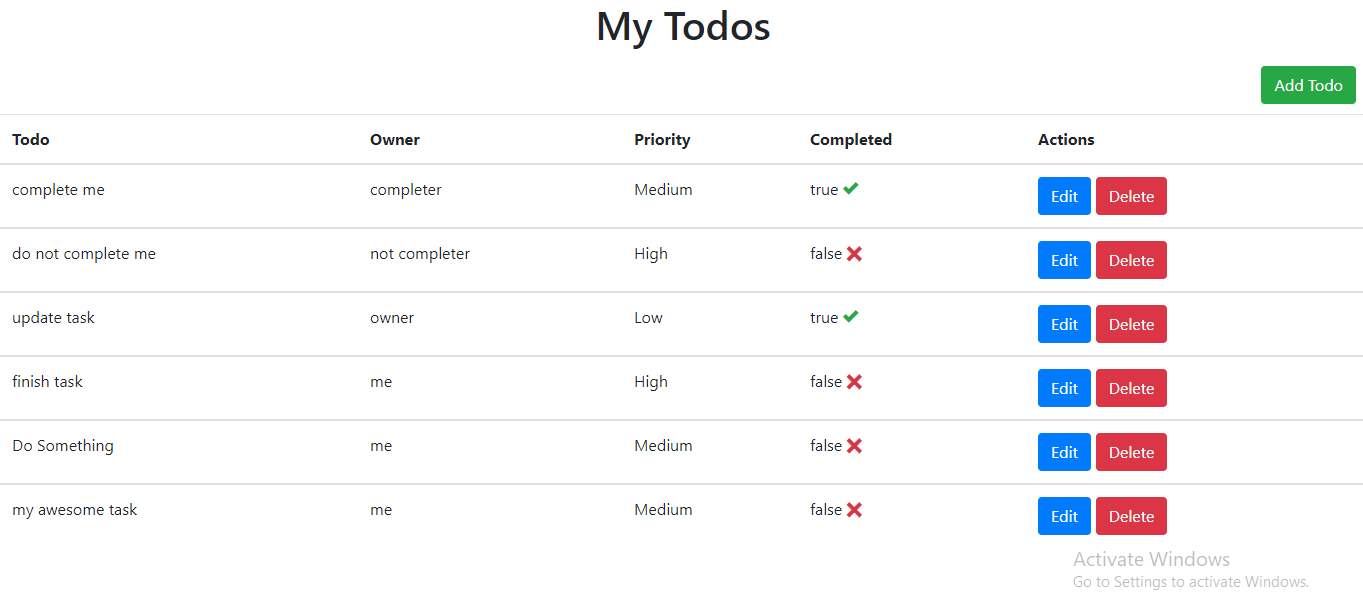 My Todos
Add Todo
Todo Owner Priority Completed Actions
complete me completer Medium true Edit Delete
do not complete me not completer High false Edit Delete
update task owner Low true Edit Delete
finish task me High false Edit Delete
Do Something me Medium false Edit Delete
my awesome task me Medium false Edit Delete
Activate Windows
Go to Settings to activate Windows.